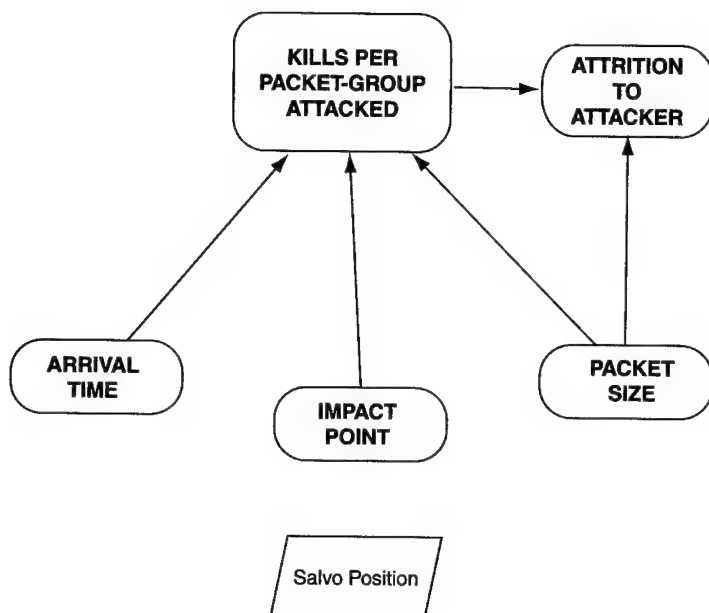 KILLS PER
PACKET-GROUP
ATTACKED
ATTRITION
TO
ATTACKER
ARRIVAL
TIME
IMPACT
POINT
PACKET
SIZE
Salvo Position